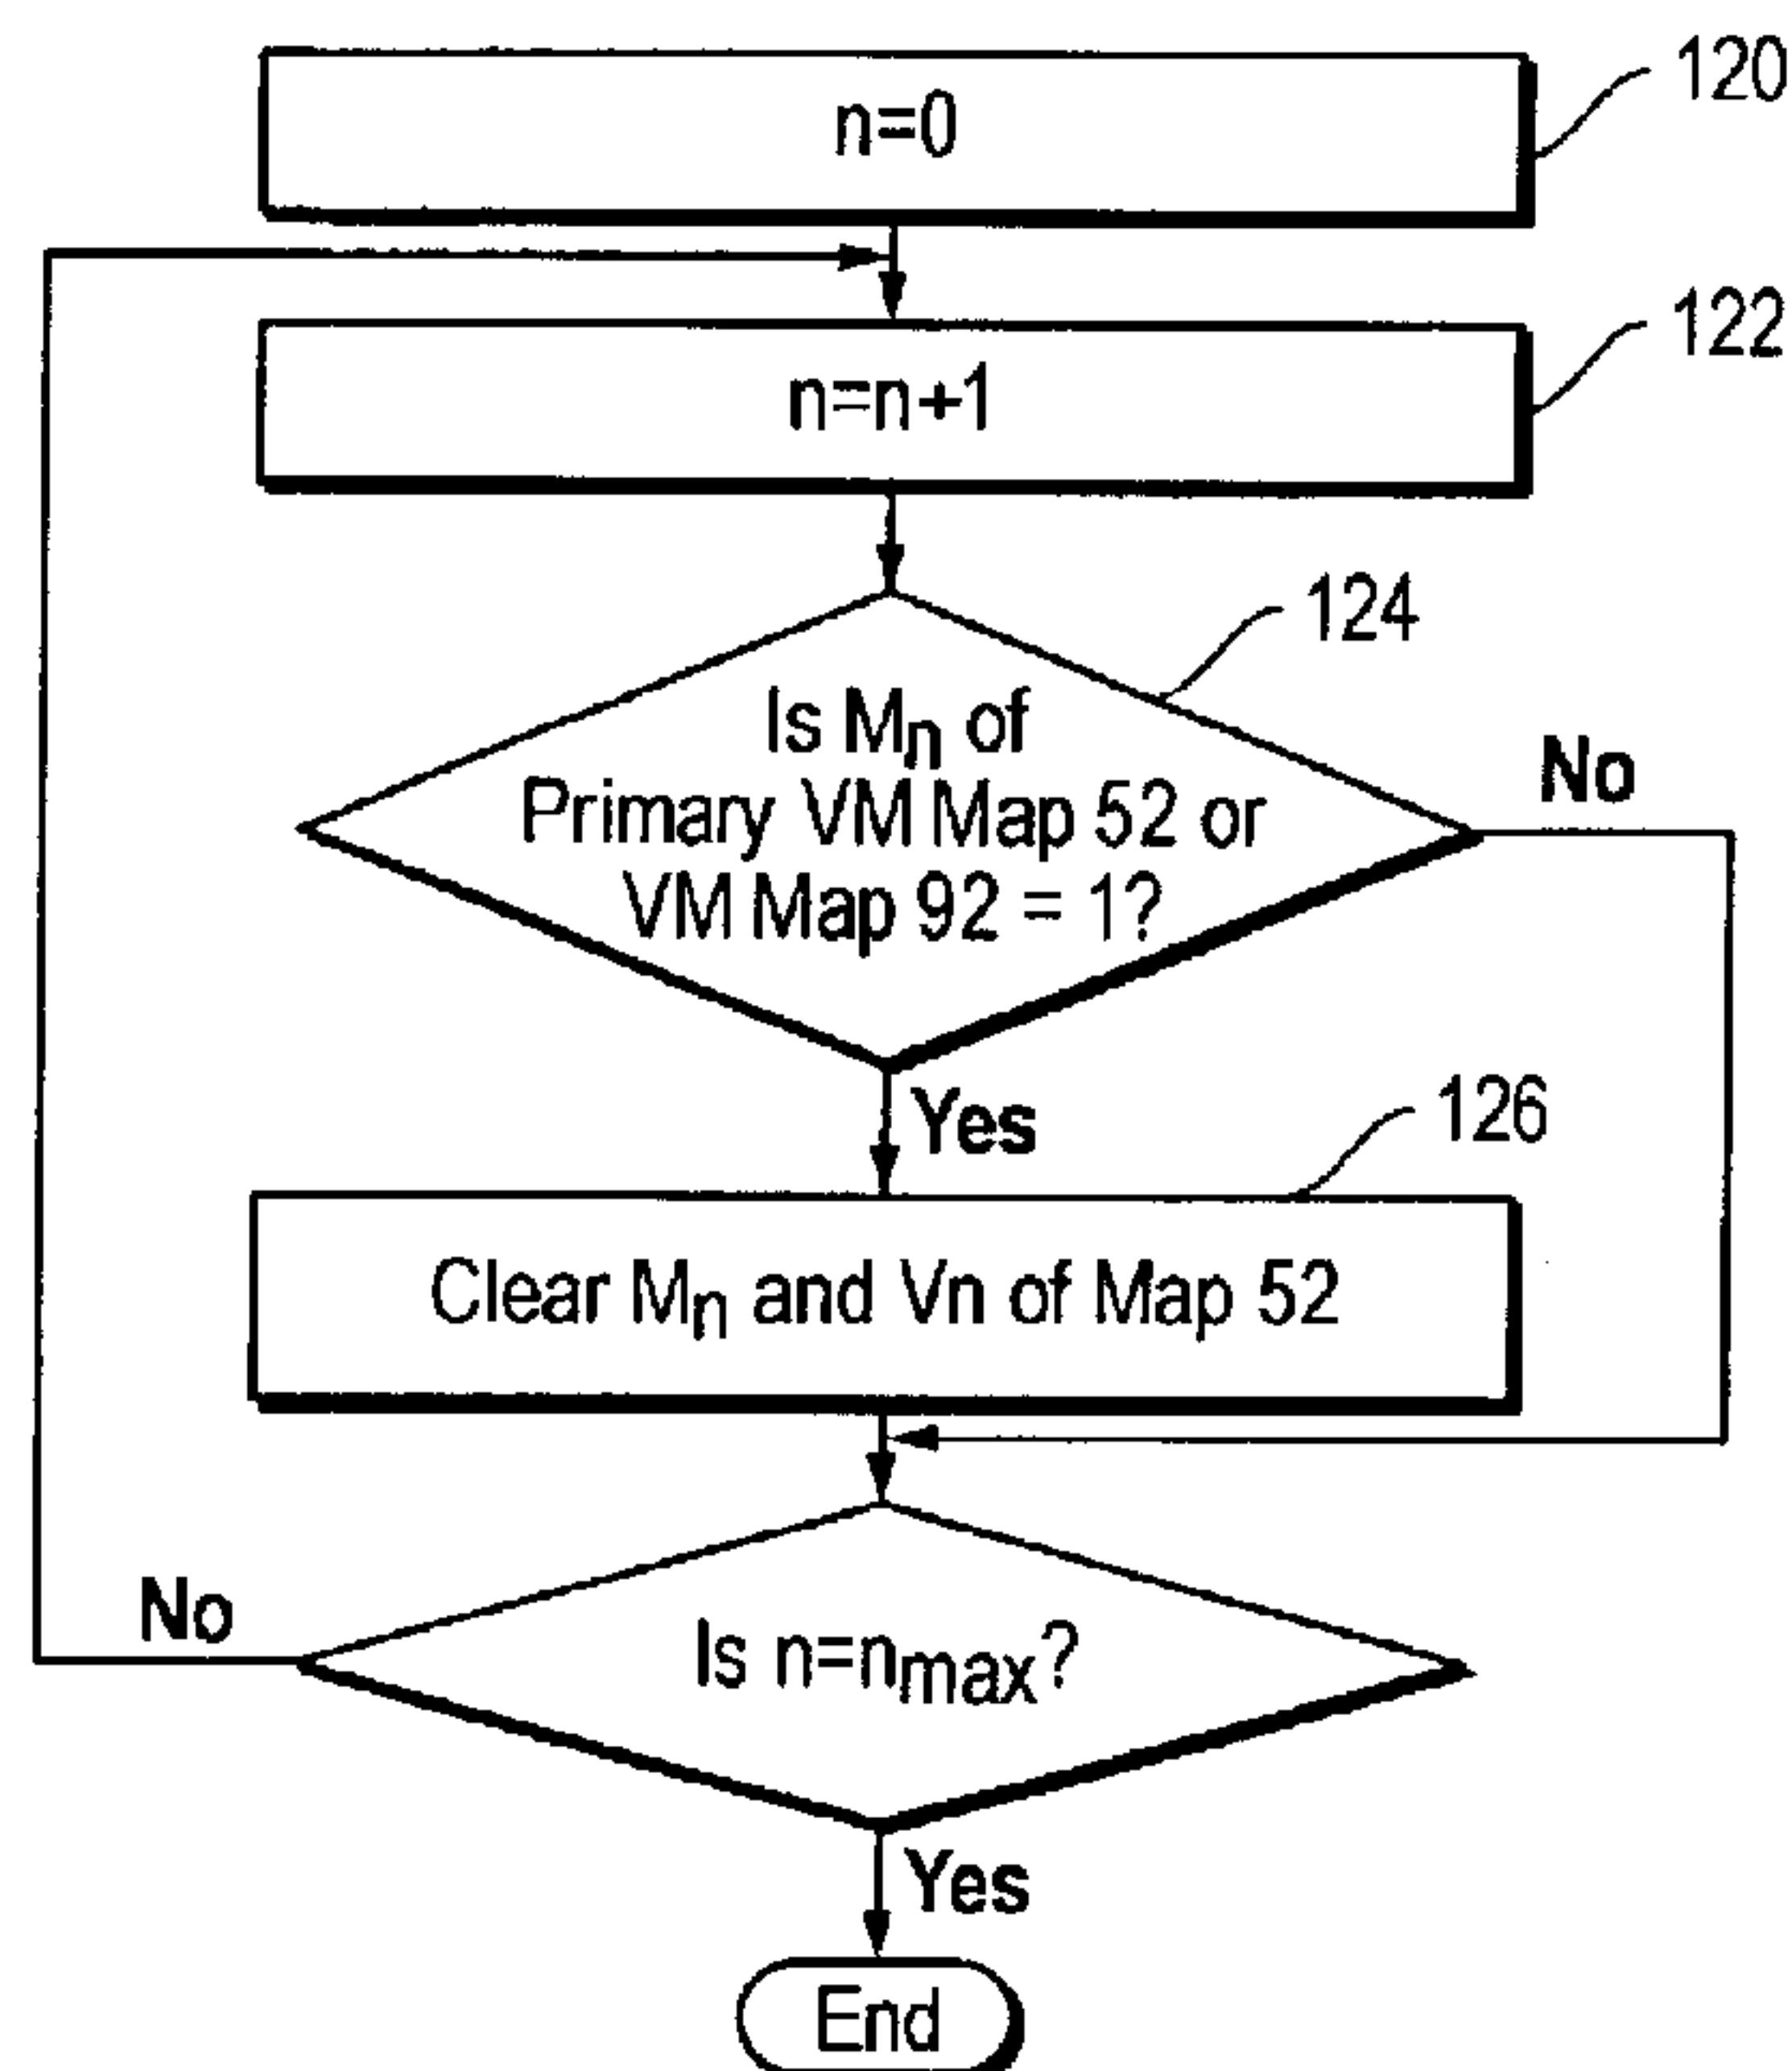 n=0
120
n=n+1
122
124
Is Mn of
Primary VM Map 52 or
VM Map 92 = 1?
No
Yes
126
Clear Mn and Vn of Map 52
No
Is n=nmax?
Yes
End